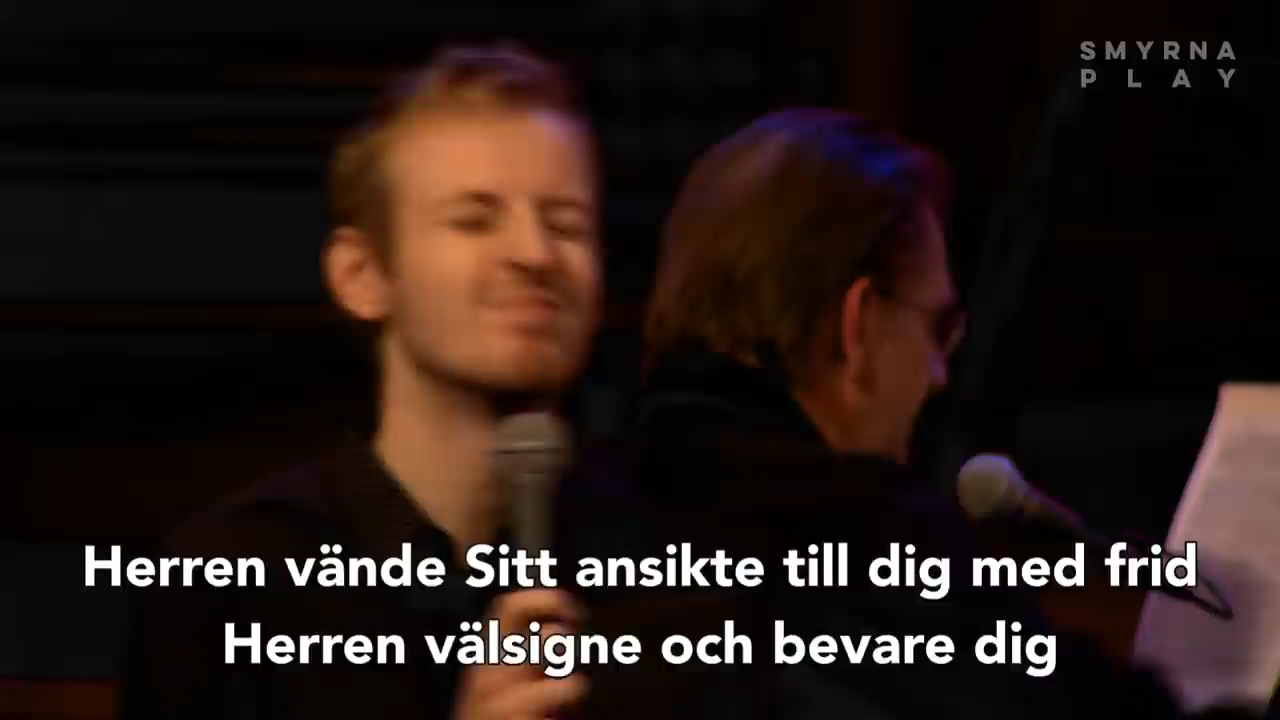 SMYRNA
PLAY
Herren vände Sitt ansikte till dig med frid
Herren välsigne och bevare dig